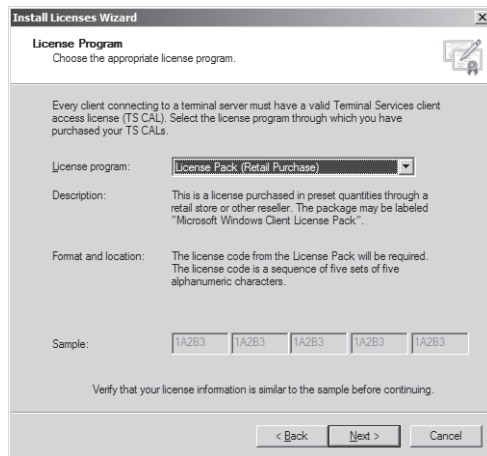 Install Licenses Wizard
License Program
Choose the appropriate license program.
Every client connecting to a terminal server must have a valid Terminal Services client
access license (TS CAL). Select the license program through which you have
purchased your TS CALs.
License program: License Pack (Retail Purchase)
Description: This is a license purchased in preset quantities through a
retail store or other reseller. The package may be labeled
"Microsoft Windows Client License Pack".
Format and location: The license code from the License Pack will be required.
The license code is a sequence of five sets of five
alphanumeric characters.
Sample: 1A2B3 1A2B3 1A2B3 1A2B3 1A2B3
Verify that your license information is similar to the sample before continuing.
< Back Next > Cancel